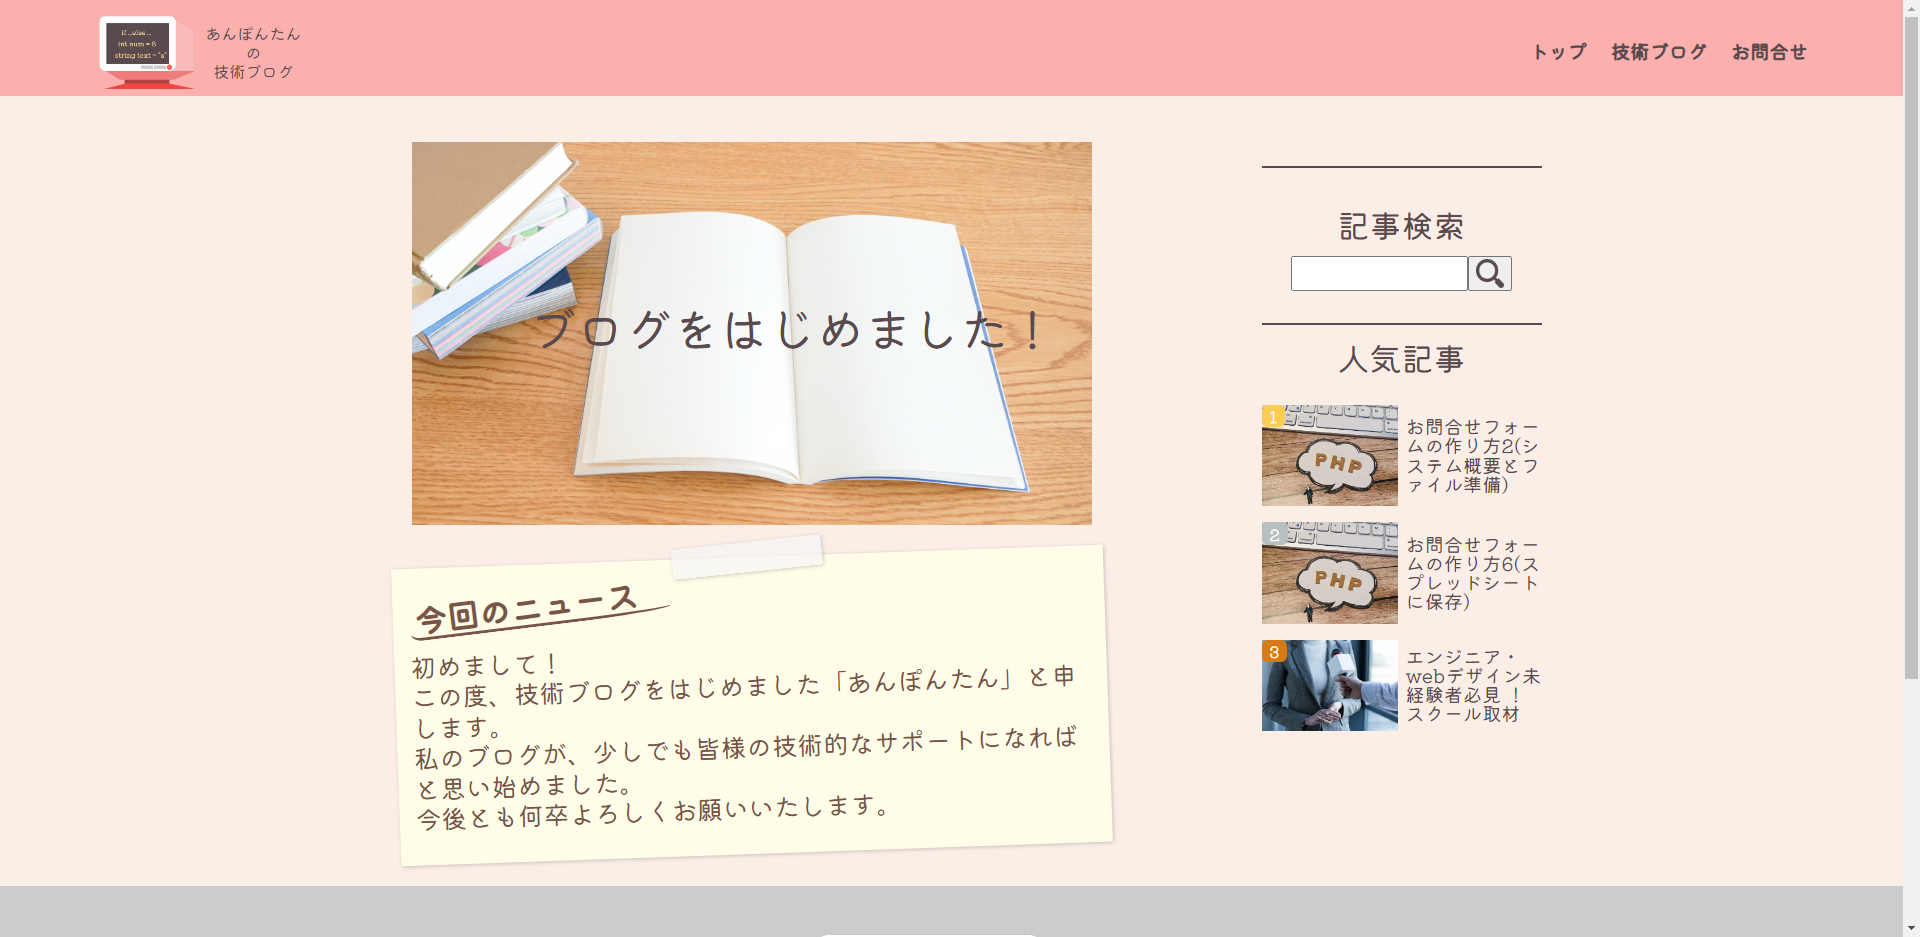 if ...else ...
int num = 6
string text = "a"
あんぽんたん
の
技術ブログ
トップ 技術ブログ お問合せ
ブログをはじめました！
今回のニュース
初めまして！
この度、技術ブログをはじめました「あんぽんたん」と申
します。
私のブログが、少しでも皆様の技術的なサポートになれば
と思い始めました。
今後とも何卒よろしくお願いいたします。
記事検索
人気記事
1
PHP
お問合せフォー
ムの作り方2(シ
ステム概要とフ
ァイル準備)
2
PHP
お問合せフォー
ムの作り方6(ス
プレッドシート
に保存)
3
エンジニア・
webデザイン未
経験者必見！
スクール取材